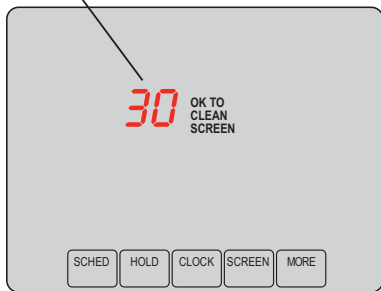 30
OK TO
CLEAN
SCREEN
SCHED
HOLD
CLOCK
SCREEN
MORE